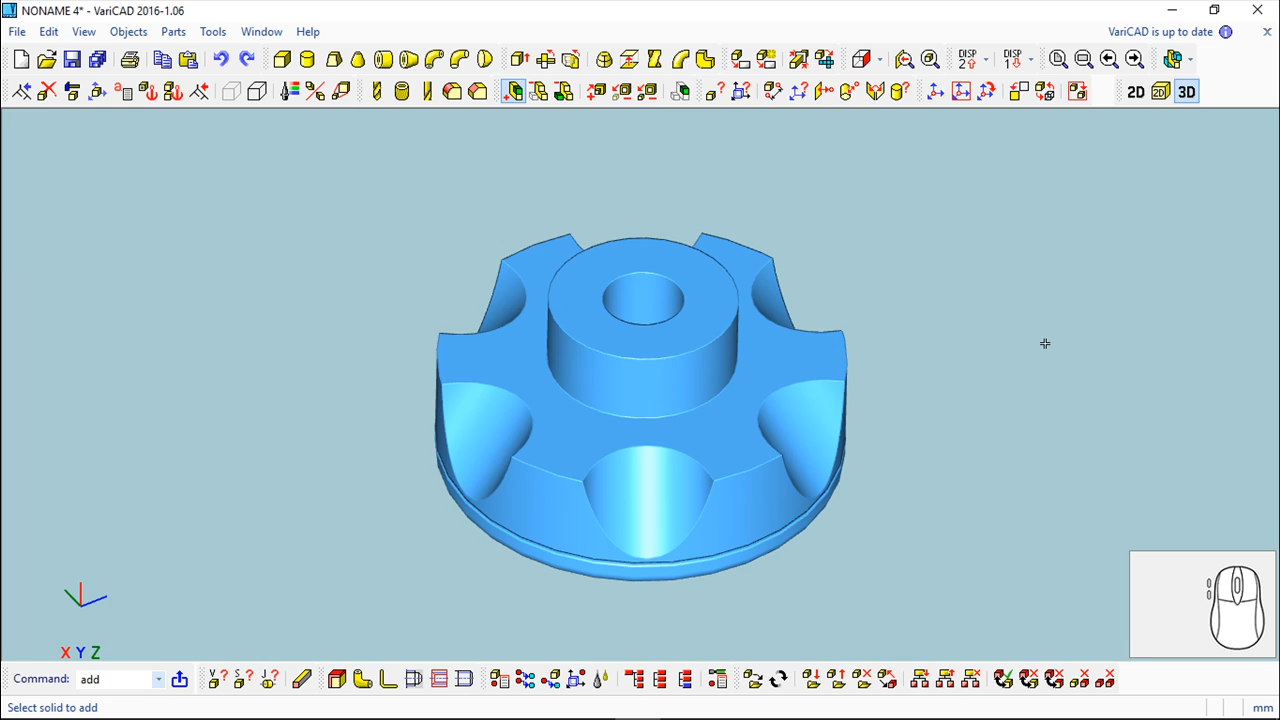 NONAME 4* - VariCAD 2016-1.06
File Edit View Objects Parts Tools Window Help VariCAD is up to date i x
DISP 2 DISP 1
2D 2D 3D
X Y Z
Command: add
Select solid to add mm